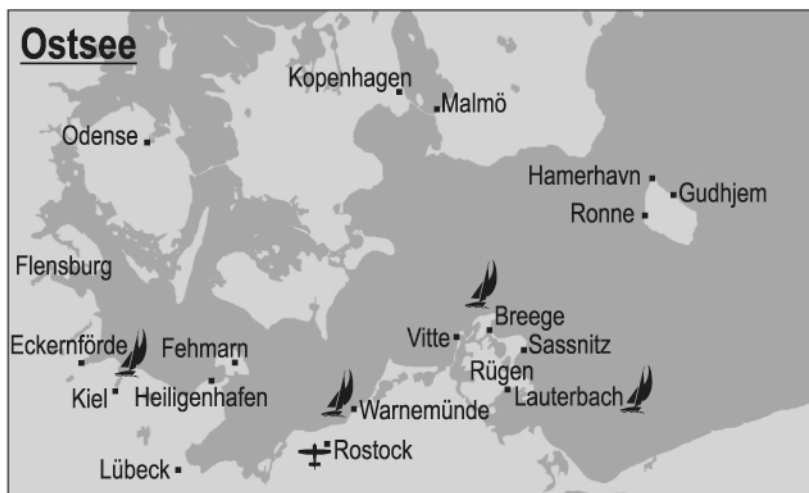 Ostsee
Kopenhagen
Malmö
Odense
Hamerhavn
Gudhjem
Ronne
Flensburg
Breege
Vitte
Sassnitz
Eckernförde
Fehmarn
Rügen
Kiel
Heiligenhafen
Lauterbach
Warnemünde
Rostock
Lübeck